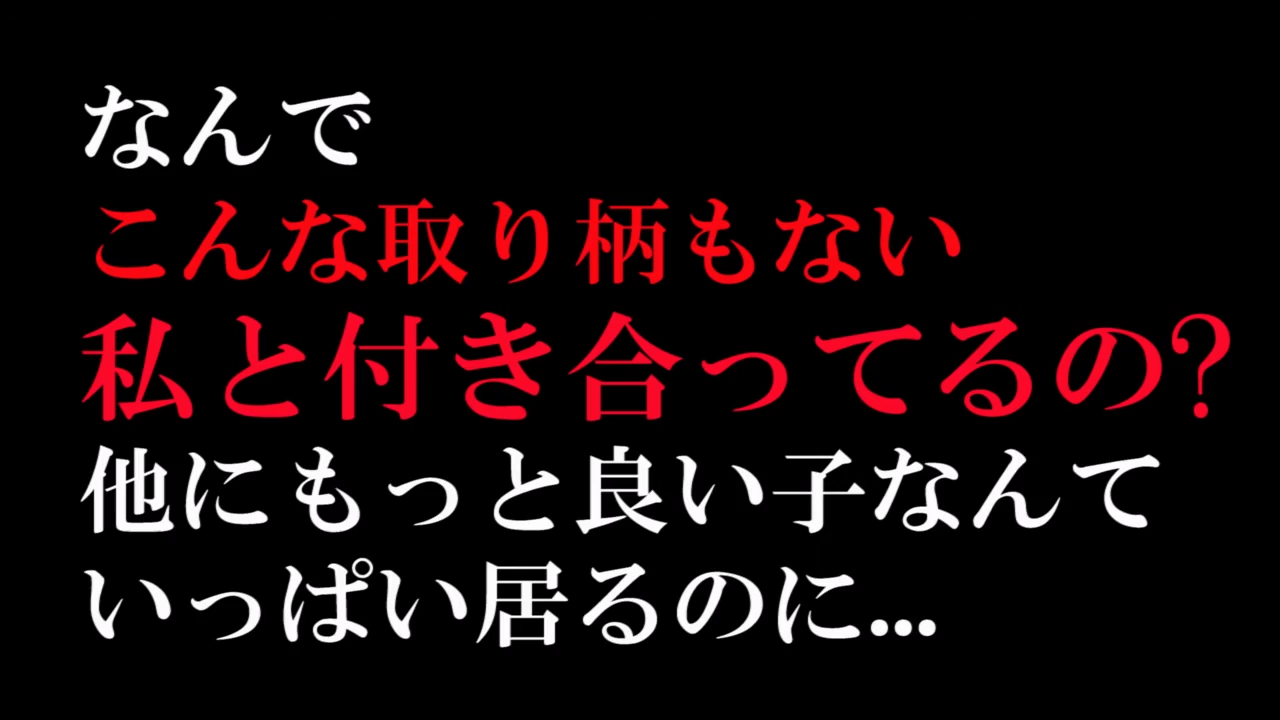 なんで
こんな取り柄もない
私と付き合ってるの?
他にもっと良い子なんて
いっぱい居るのに...